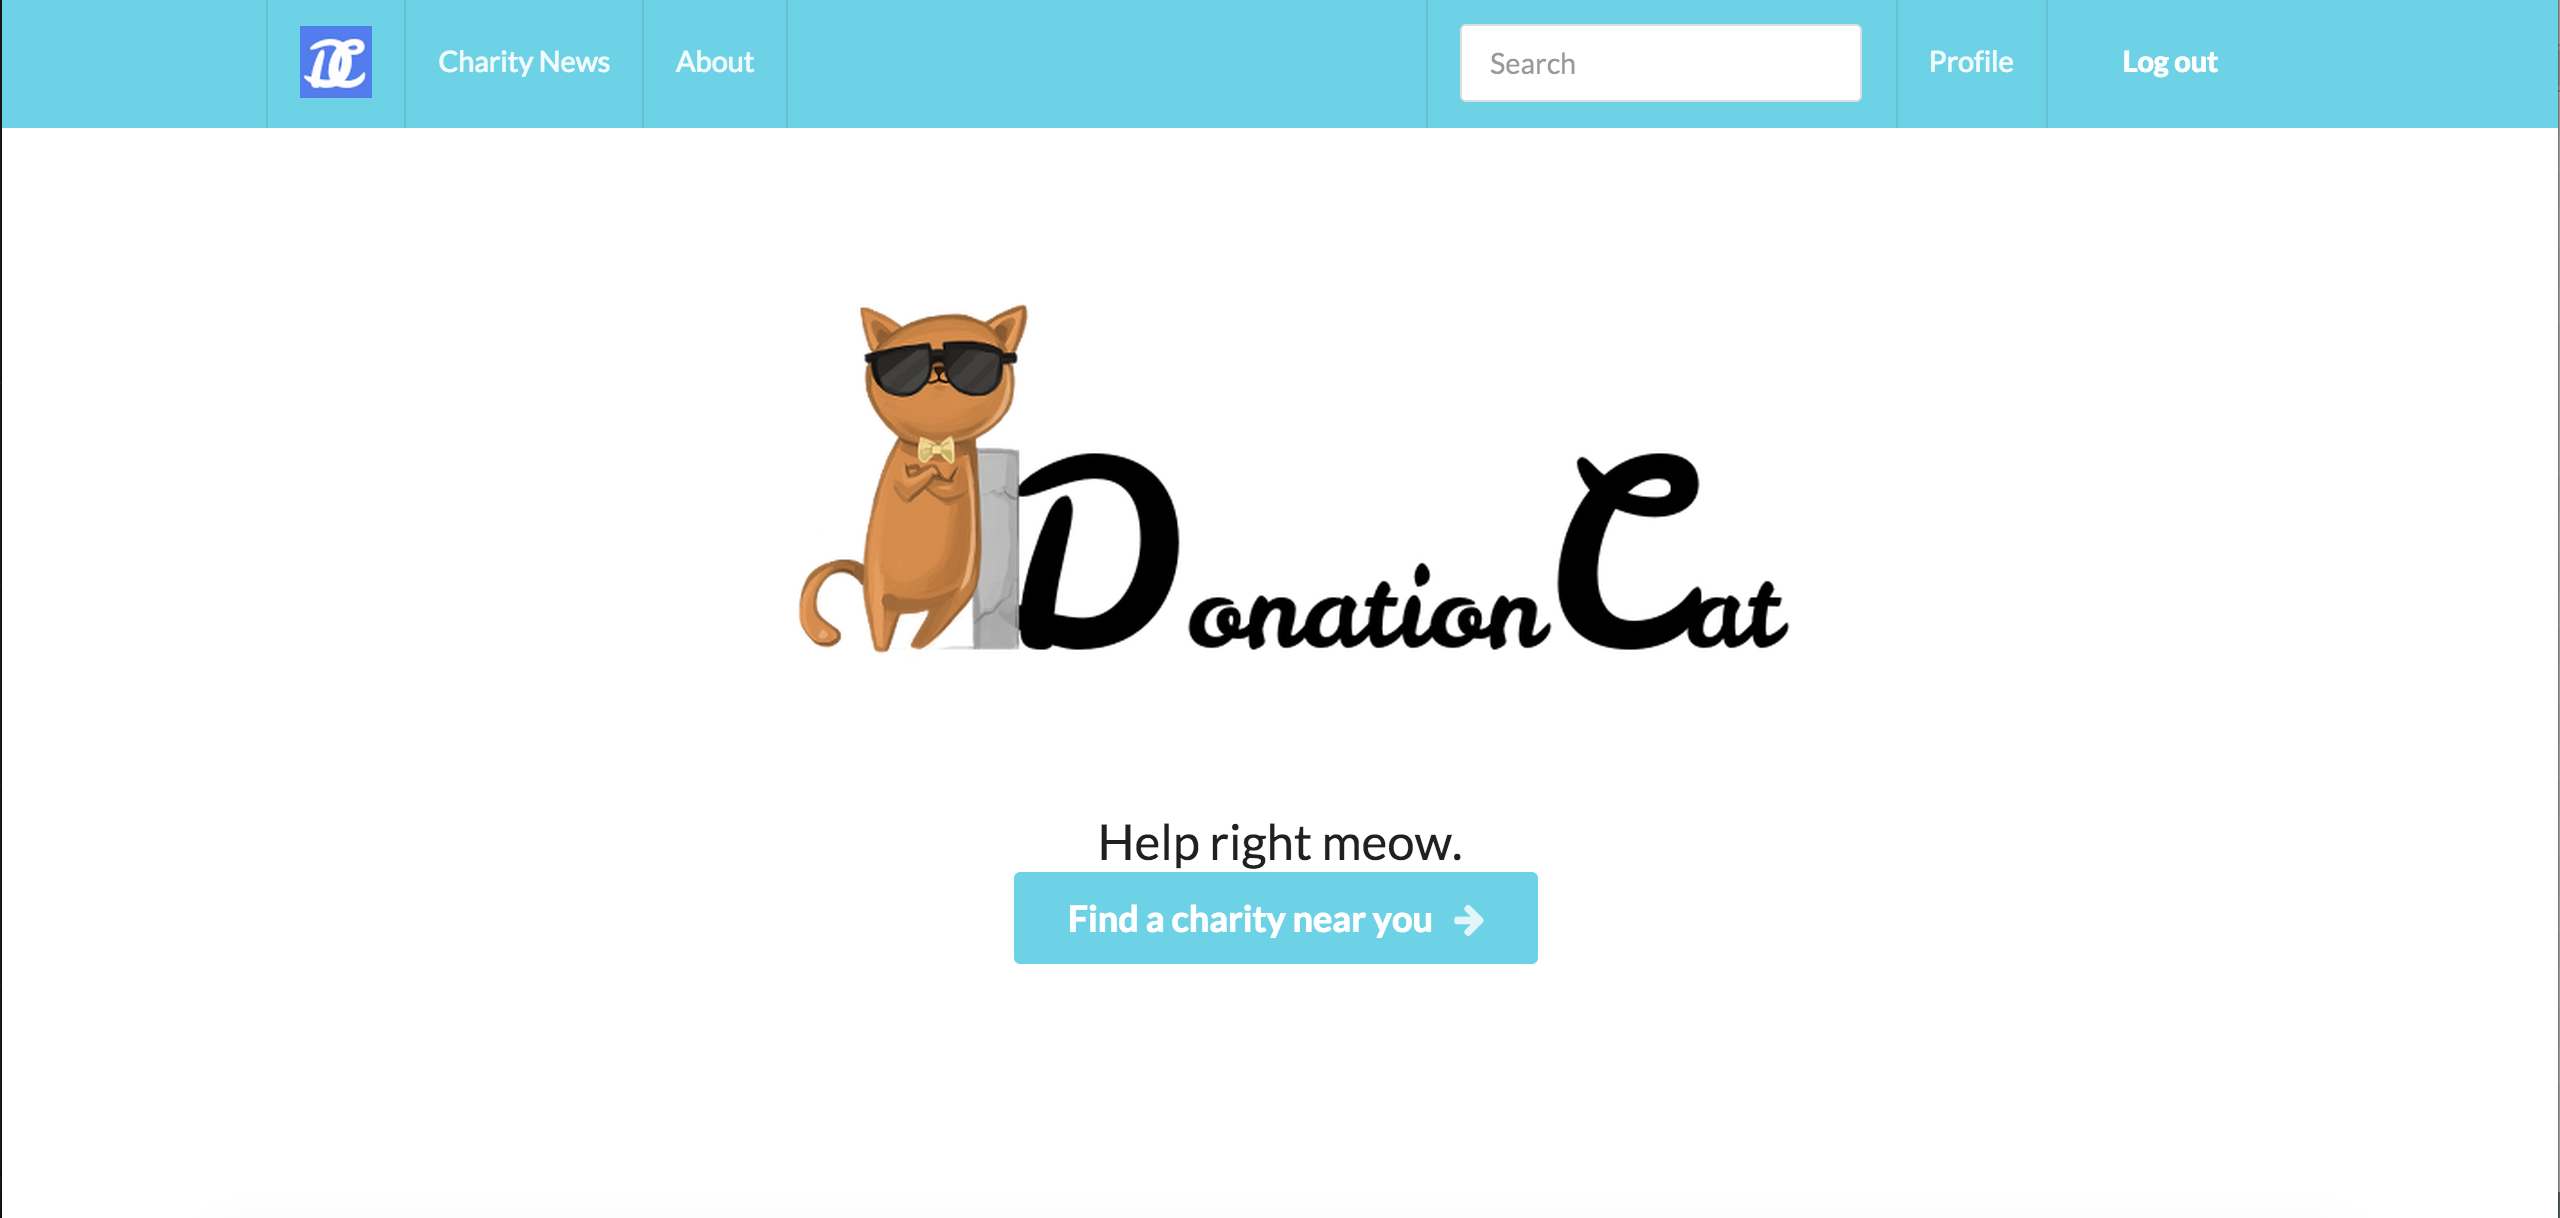 DC
Charity News
About
Search
Profile
Log out
DonationCat
Help right meow.
Find a charity near you